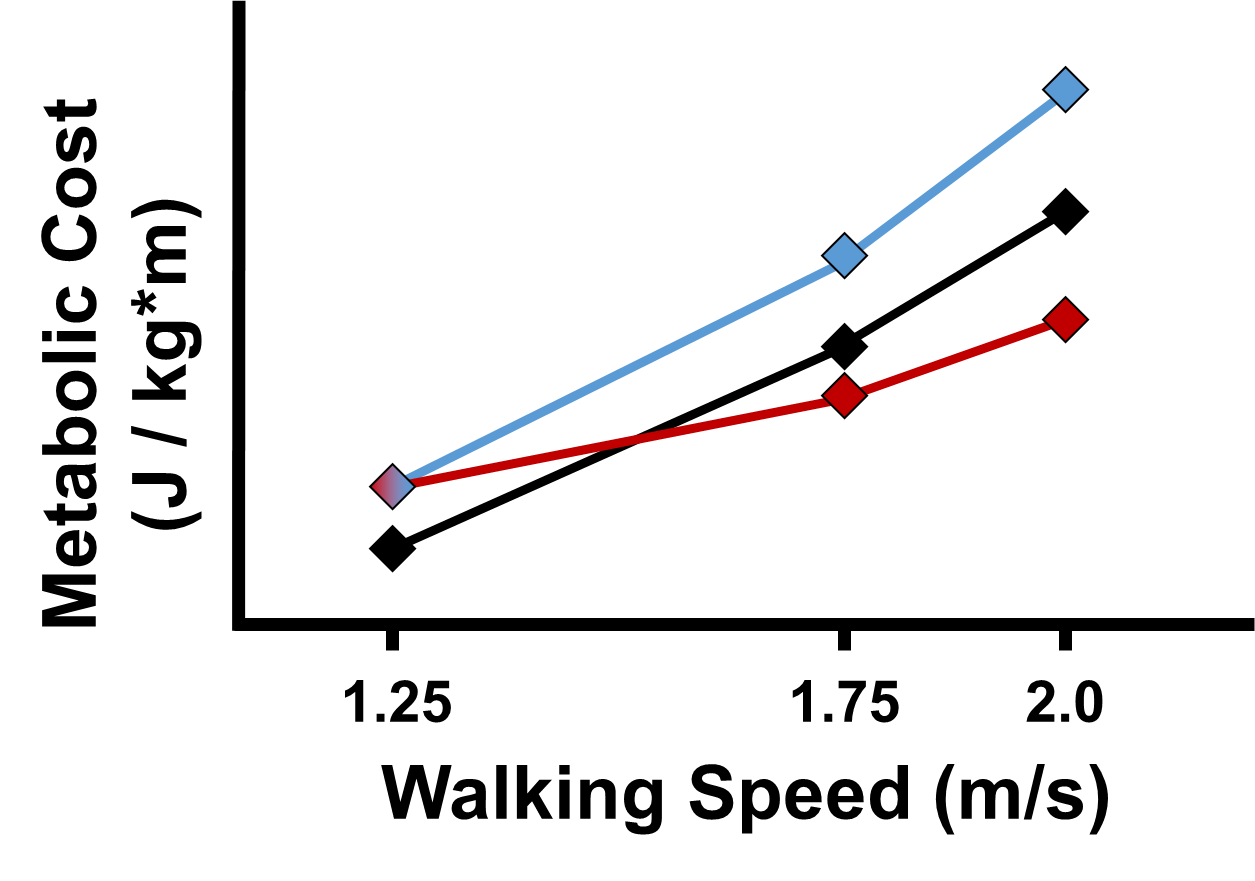 Metabolic Cost
(J / kg*m)
1.25
1.75
2.0
Walking Speed (m/s)